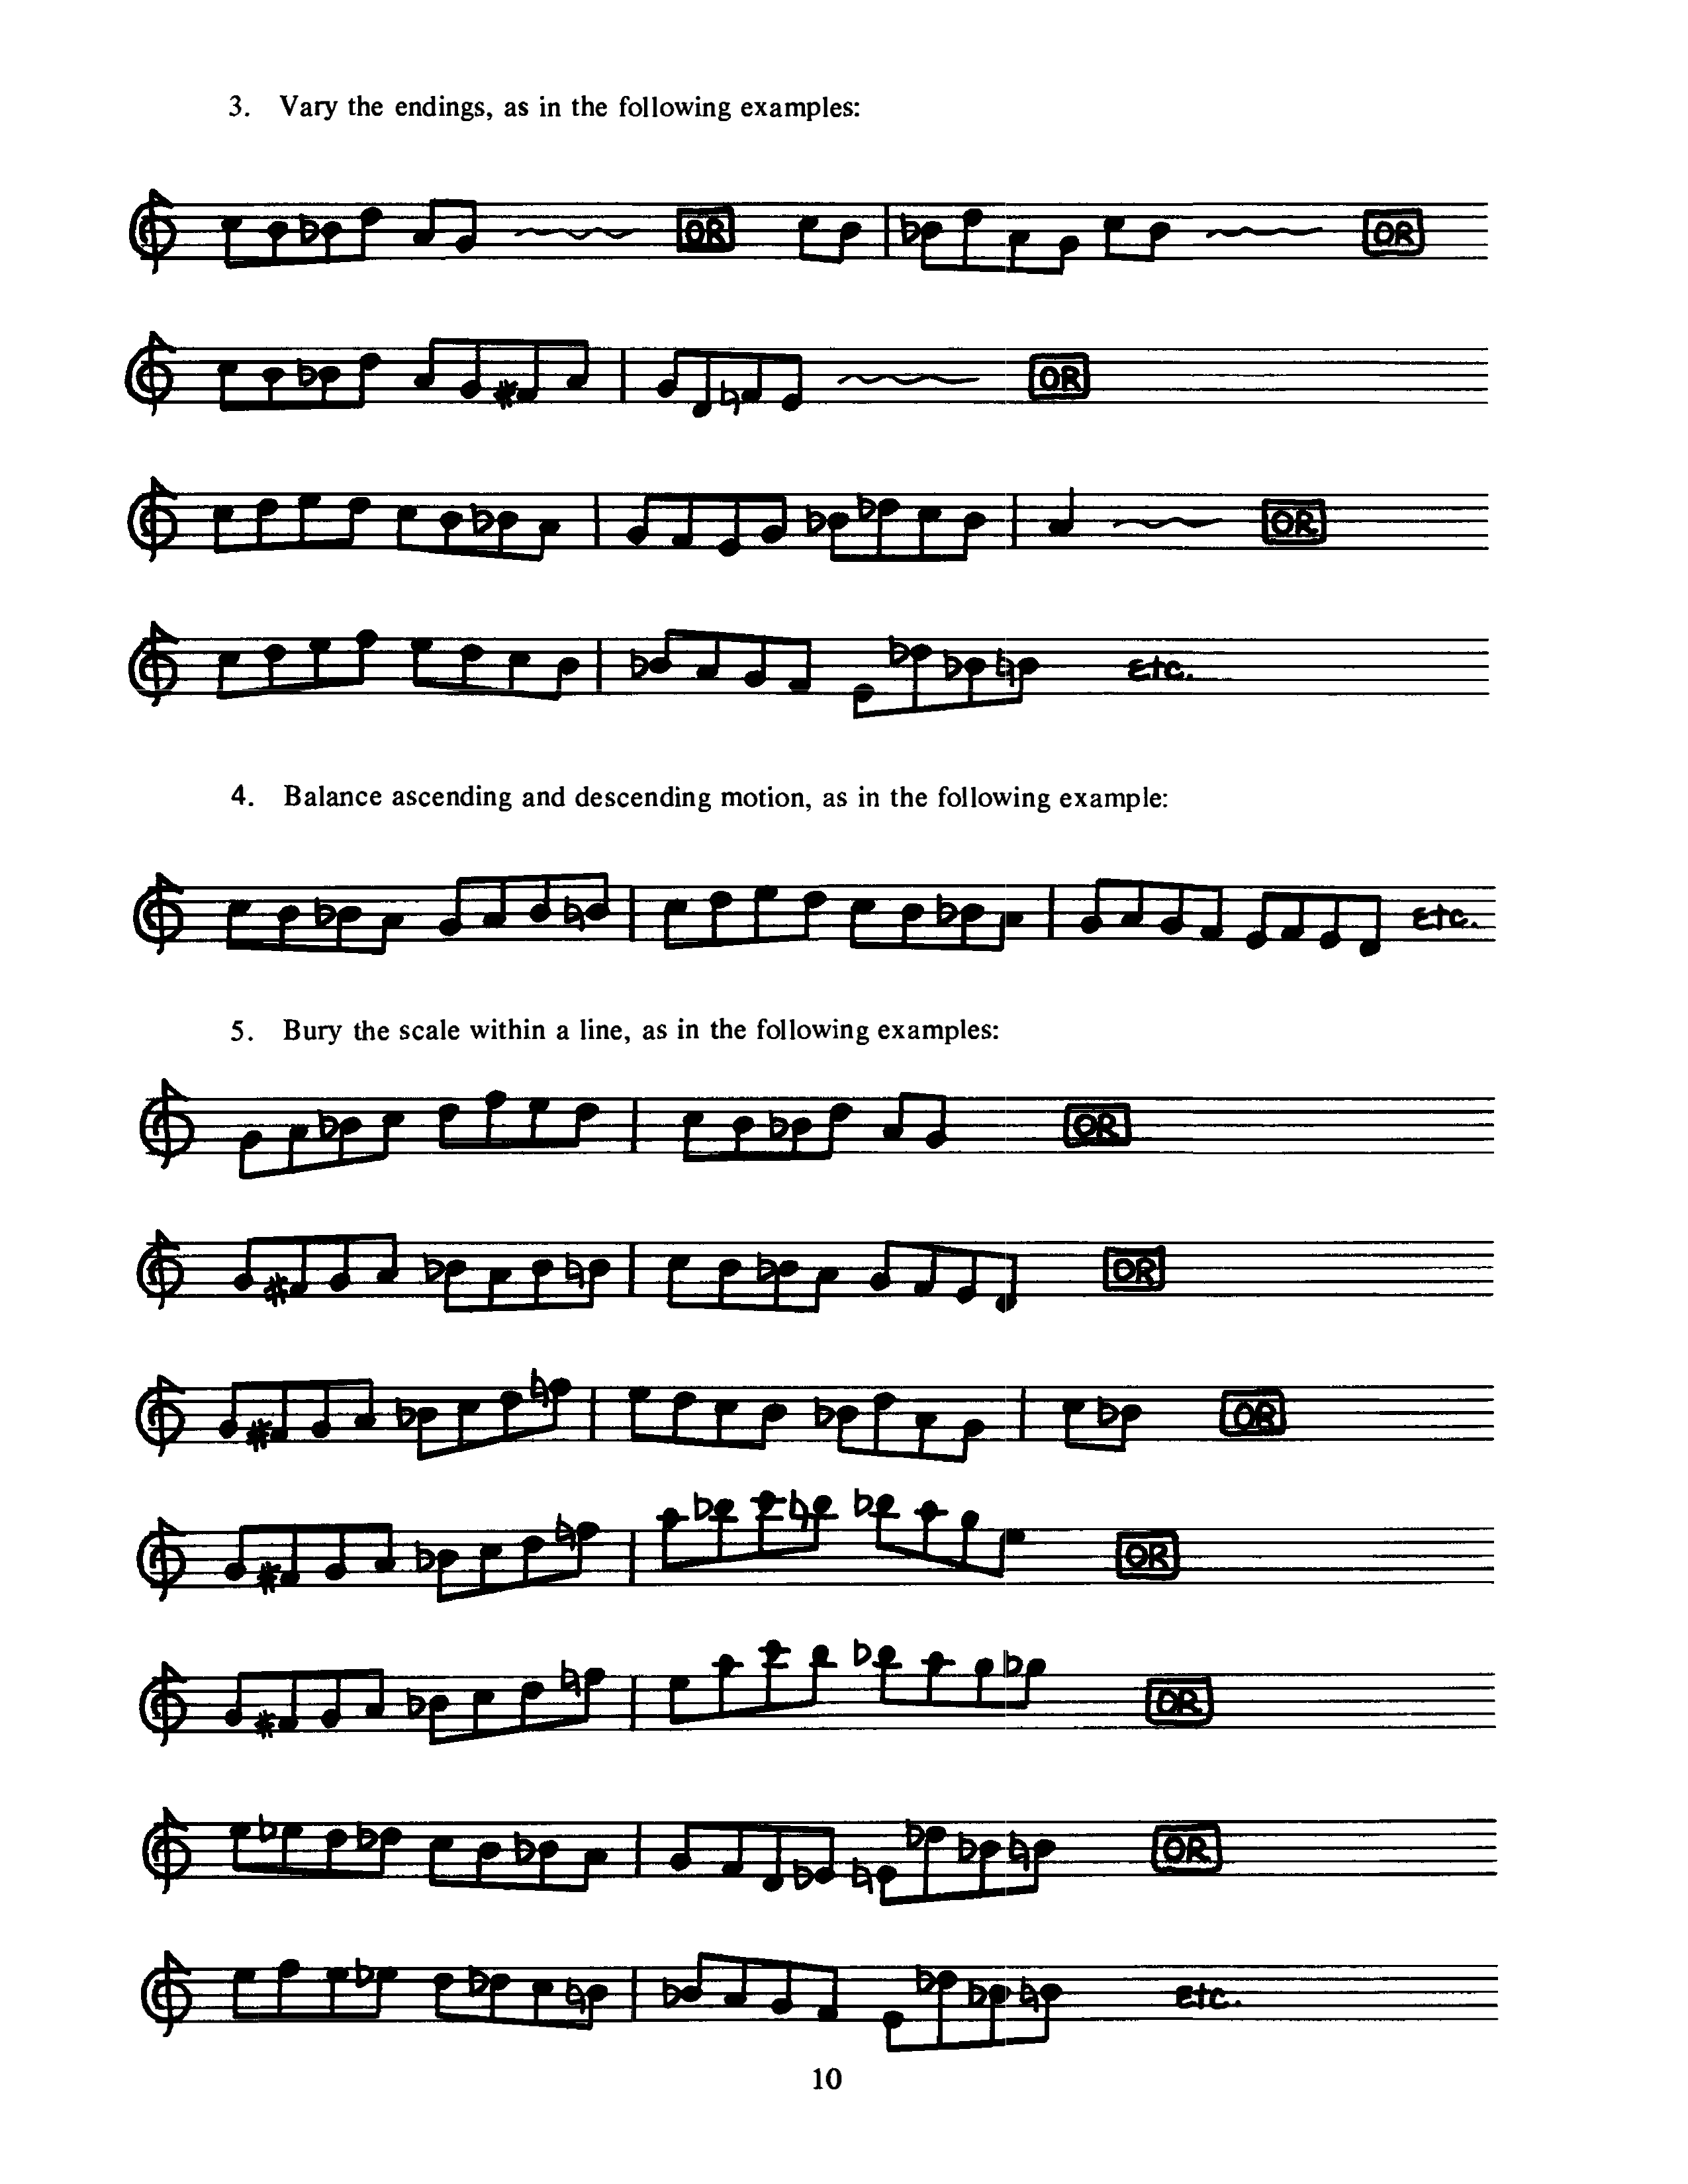 3. Vary the endings, as in the following examples:
OR OR
OR
OR
etc.
4. Balance ascending and descending motion, as in the following example:
etc.
5. Bury the scale within a line, as in the following examples:
OR
OR
OR
OR
OR
OR
etc.
10